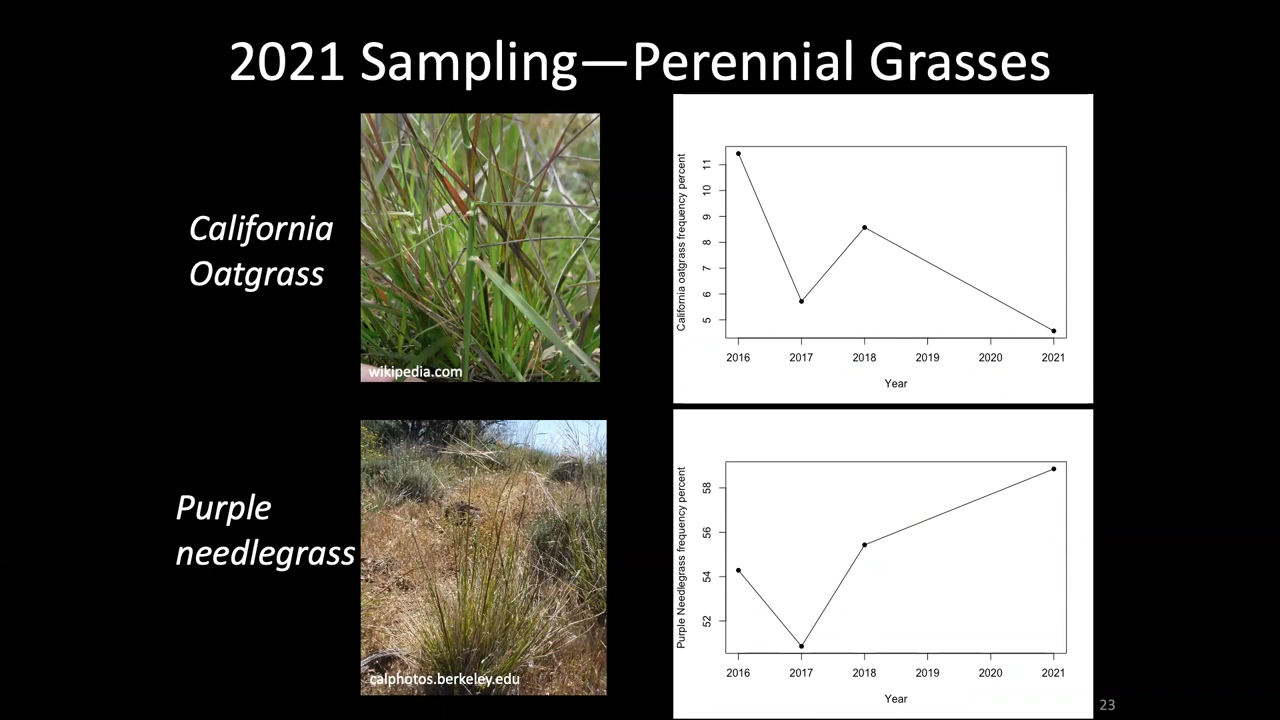 2021 Sampling—Perennial Grasses
California
Oatgrass
wikipedia.com
California oatgrass frequency percent
11
10
9
8
7
6
5
2016 2017 2018 2019 2020 2021
Year
Purple
needlegrass
calphotos.berkeley.edu
Purple Needlegrass frequency percent
58
56
54
52
2016 2017 2018 2019 2020 2021
Year
23